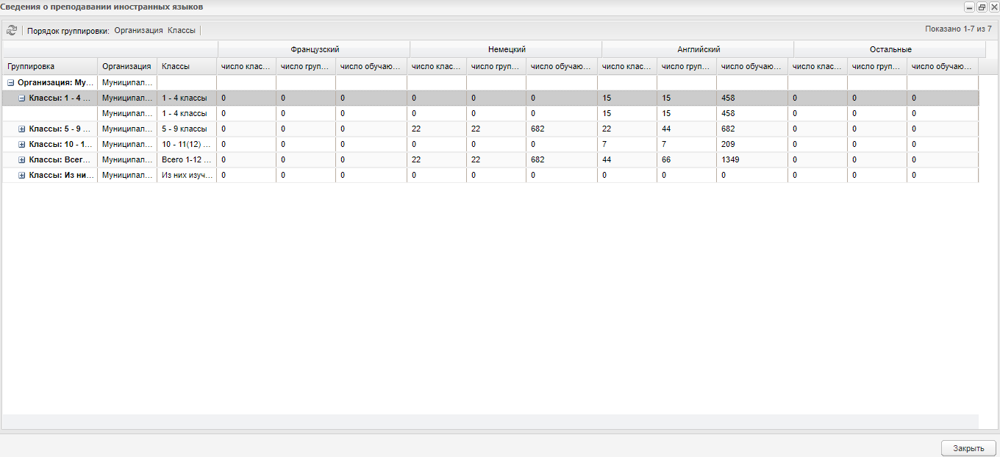 Сведения о преподавании иностранных языков
Порядок группировки: Организация Классы Показано 1-7 из 7
Французский Немецкий Английский Остальные
Группировка Организация Классы число клас... число груп... число обучаю... число клас... число груп... число обучаю... число клас... число груп... число обучаю... число клас... число груп... число обучаю...
Организация: Му... Муниципал...
Классы: 1 - 4 ... Муниципал... 1 - 4 классы 0 0 0 0 0 0 15 15 458 0 0 0
Муниципал... 1 - 4 классы 0 0 0 0 0 0 15 15 458 0 0 0
Классы: 5 - 9 ... Муниципал... 5 - 9 классы 0 0 0 22 22 682 22 44 682 0 0 0
Классы: 10 - 1... Муниципал... 10 - 11(12) ... 0 0 0 0 0 0 7 7 209 0 0 0
Классы: Всег... Муниципал... Всего 1-12 ... 0 0 0 22 22 682 44 66 1349 0 0 0
Классы: Из ни... Муниципал... Из них изуч... 0 0 0 0 0 0 0 0 0 0 0 0
Закрыть